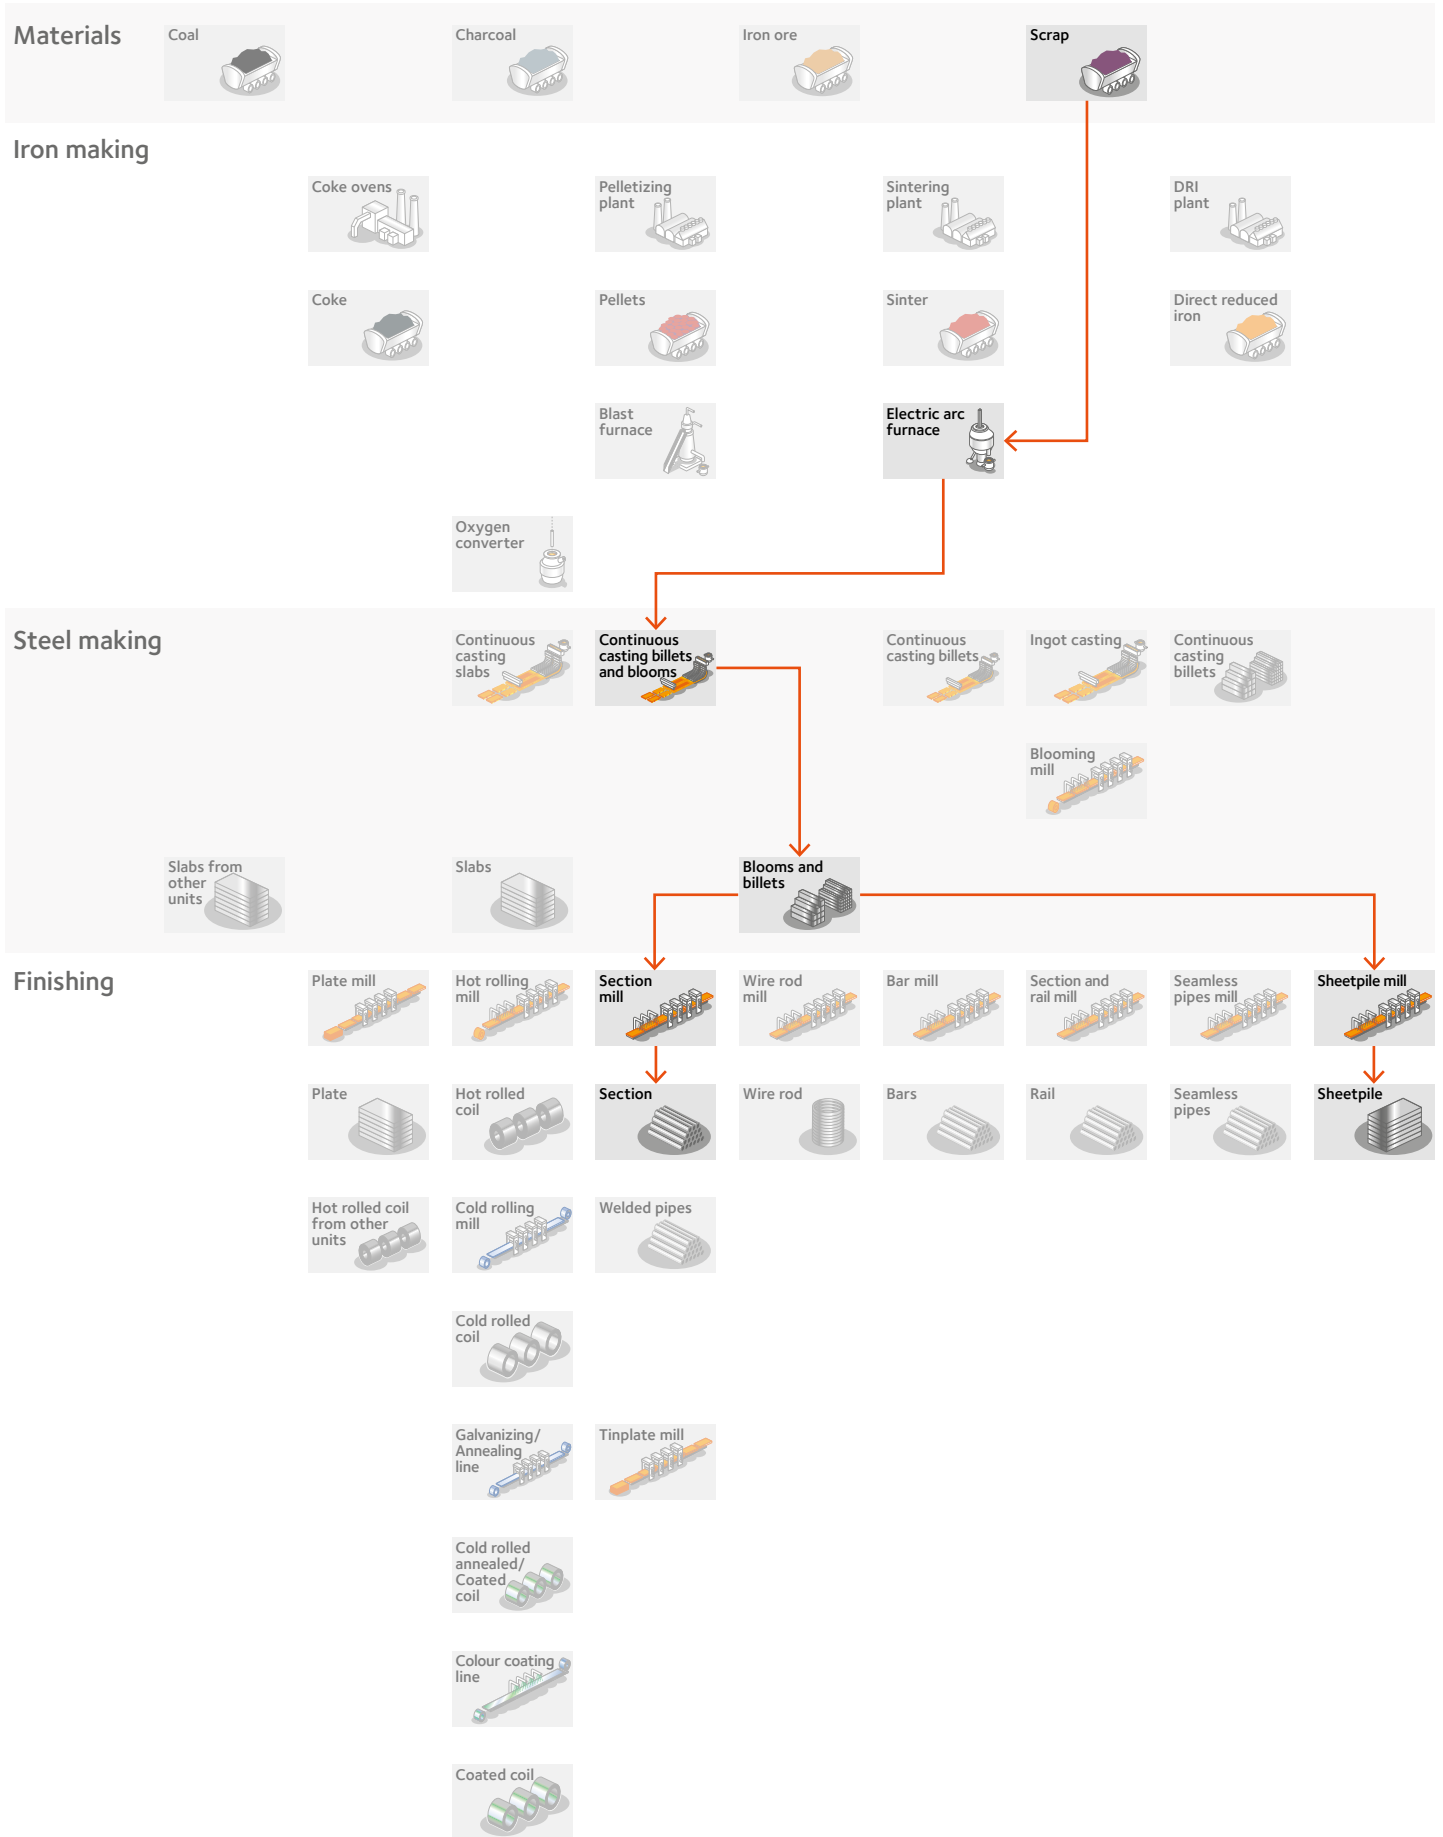 Materials
Coal
Charcoal
Iron ore
Scrap
Iron making
Coke ovens
Pelletizing
plant
Sintering
plant
DRI
plant
Coke
Pellets
Sinter
Direct reduced
iron
Blast
furnace
Electric arc
furnace
Oxygen
converter
Steel making
Continuous
casting
slabs
Continuous
casting billets
and blooms
Continuous
casting billets
Ingot casting
Continuous
casting
billets
Blooming
mill
Slabs from
other
units
Slabs
Blooms and
billets
Finishing
Plate mill
Hot rolling
mill
Section
mill
Wire rod
mill
Bar mill
Section and
rail mill
Seamless
pipes mill
Sheetpile mill
Plate
Hot rolled
coil
Section
Wire rod
Bars
Rail
Seamless
pipes
Sheetpile
Hot rolled coil
from other
units
Cold rolling
mill
Welded pipes
Cold rolled
coil
Galvanizing/
Annealing
line
Tinplate mill
Cold rolled
annealed/
Coated
coil
Colour coating
line
Coated coil